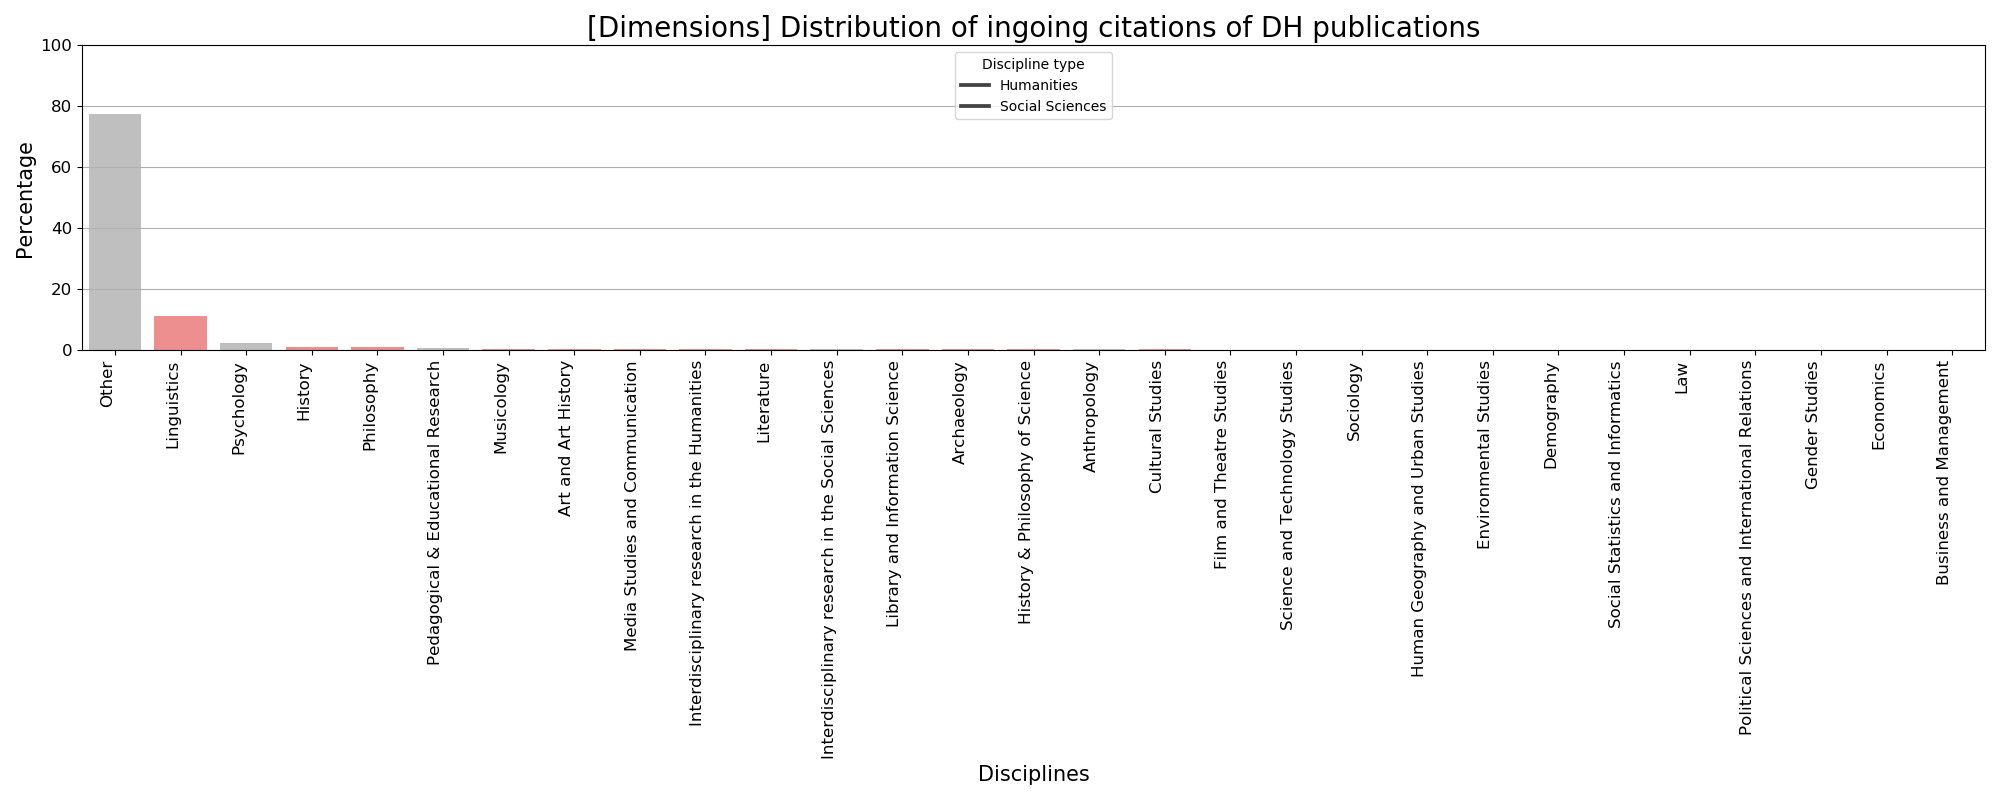 [Dimensions] Distribution of ingoing citations of DH publications
Discipline type
Humanities
Social Sciences
Percentage
100
80
60
40
20
0
Other
Linguistics
Psychology
History
Philosophy
Pedagogical & Educational Research
Musicology
Art and Art History
Media Studies and Communication
Interdisciplinary research in the Humanities
Literature
Interdisciplinary research in the Social Sciences
Library and Information Science
Archaeology
History & Philosophy of Science
Anthropology
Cultural Studies
Film and Theatre Studies
Science and Technology Studies
Sociology
Human Geography and Urban Studies
Environmental Studies
Demography
Social Statistics and Informatics
Law
Political Sciences and International Relations
Gender Studies
Economics
Business and Management
Disciplines